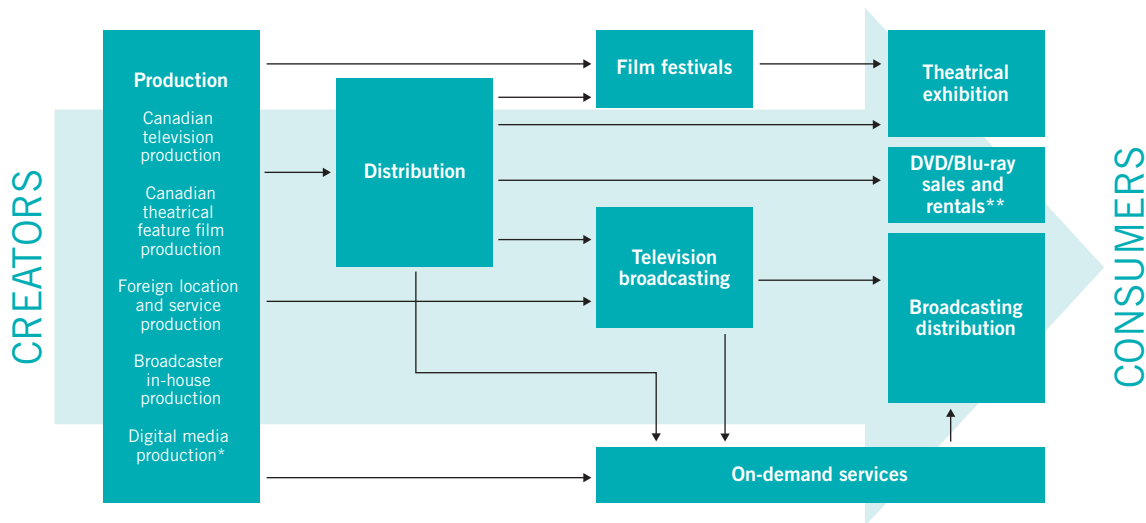 CREATORS
Production
Canadian
television
production
Canadian
theatrical
feature film
production
Foreign location
and service
production
Broadcaster
in-house
production
Digital media
production*
Distribution
Film festivals
Television
broadcasting
On-demand services
Theatrical
exhibition
DVD/Blu-ray
sales and
rentals**
Broadcasting
distribution
CONSUMERS